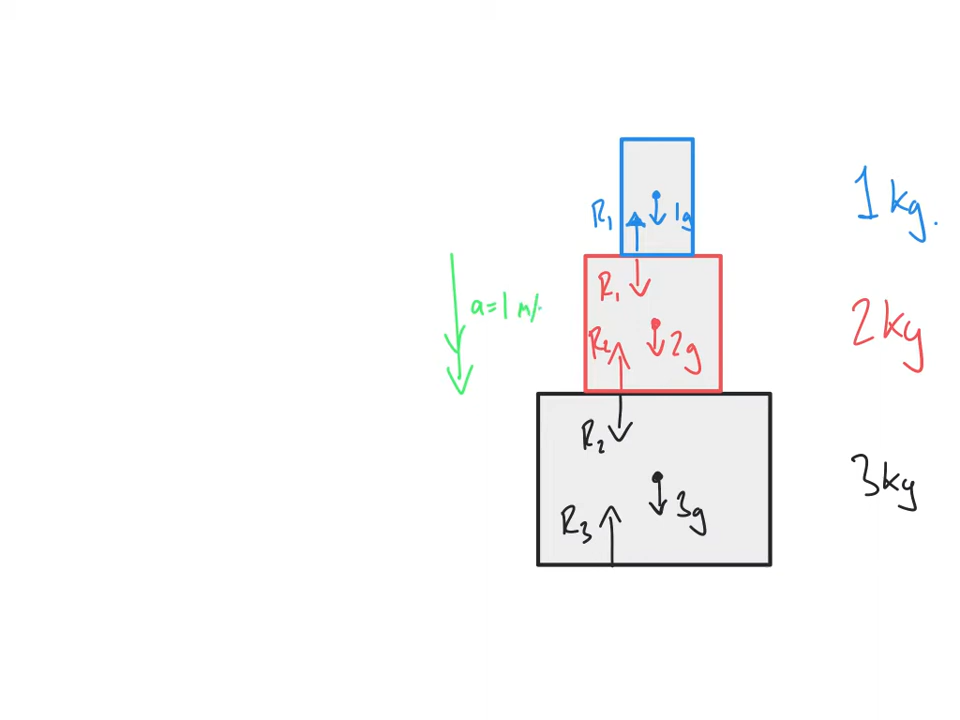 1kg.
R₁ 1g
R₁
a=1 m/
2kg
R₂ 2g
R₂
3kg
3g
R₃